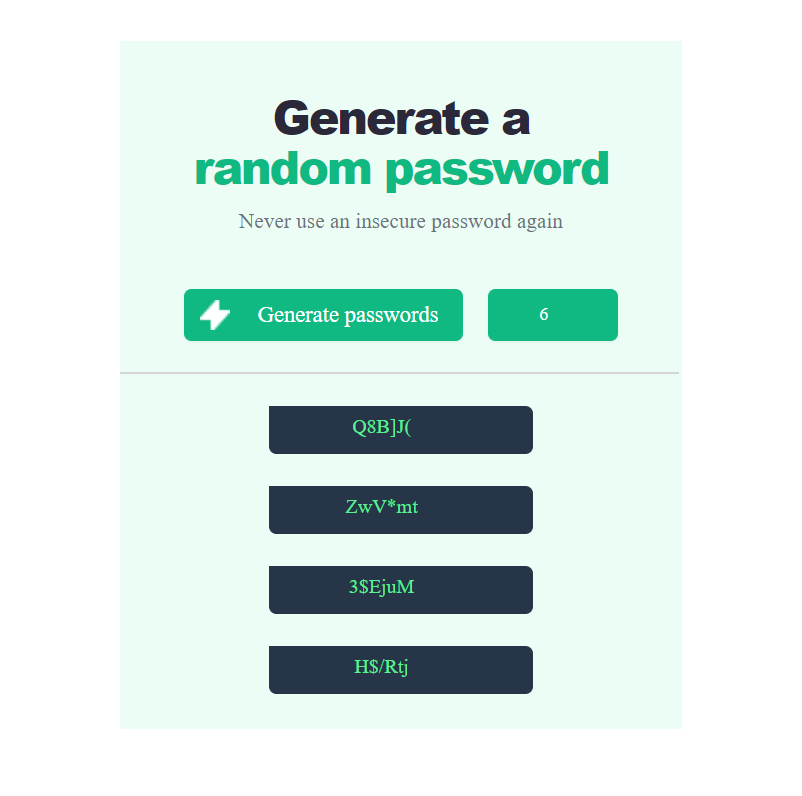 Generate a
random password
Never use an insecure password again
Generate passwords
6
Q8B]J(
ZwV*mt
3$EjuM
H$/Rtj